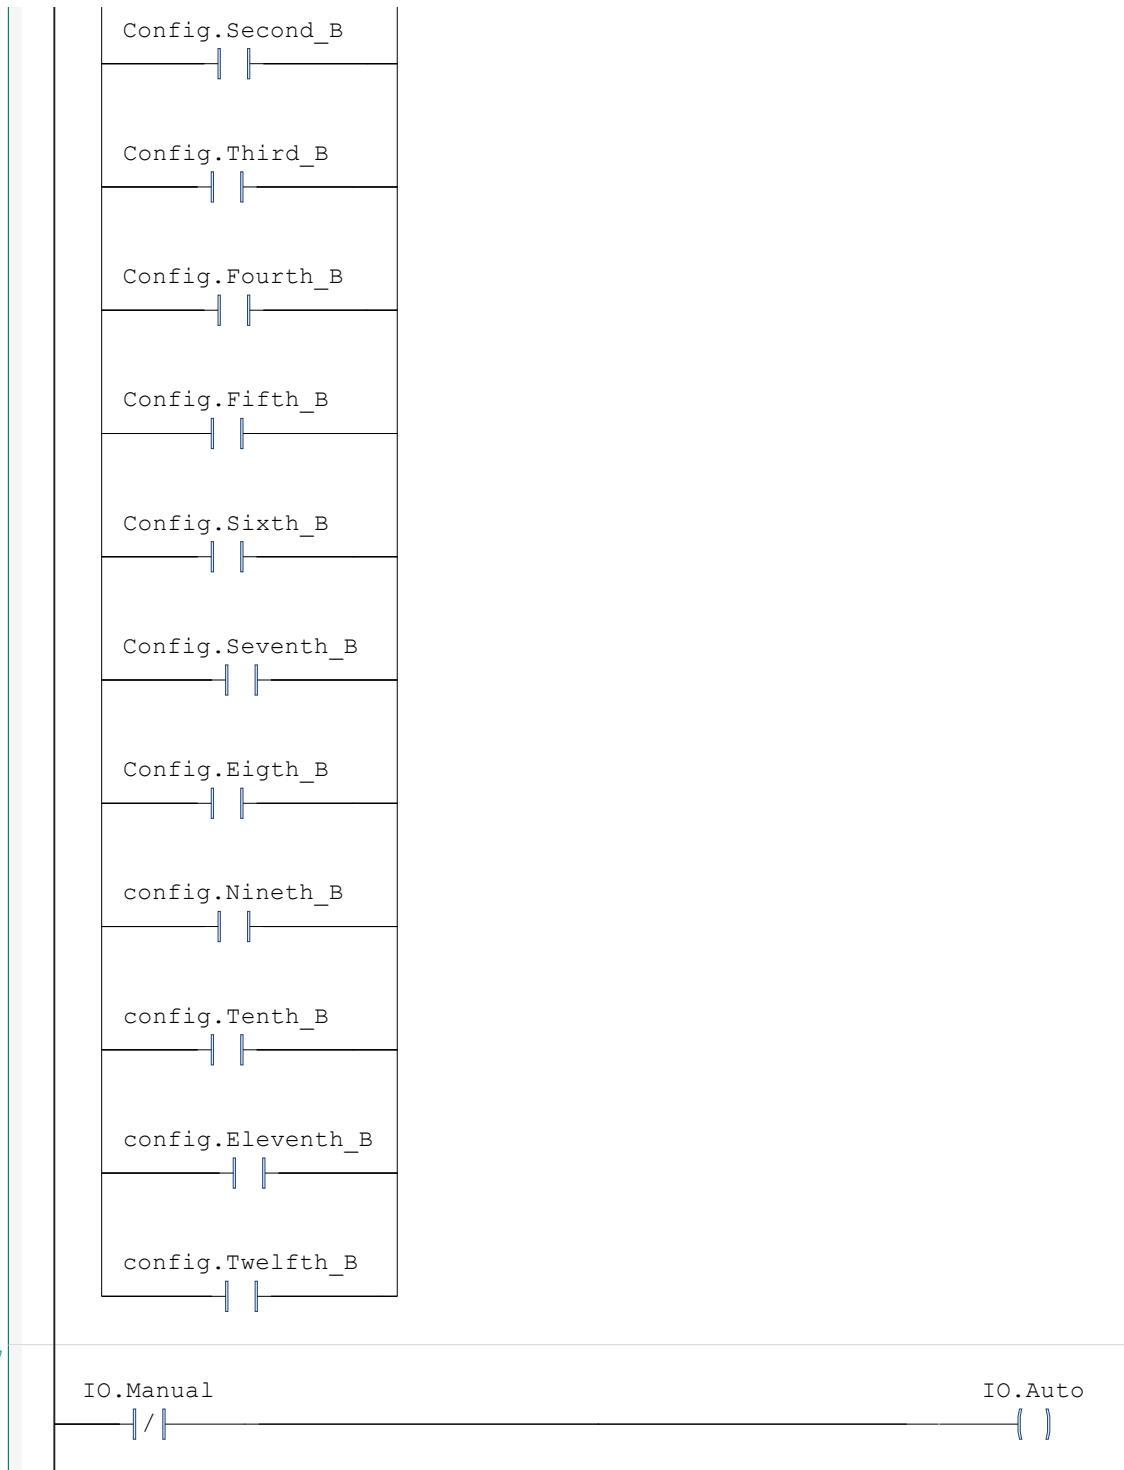 Config.Second_B
Config.Third_B
Config.Fourth_B
Config.Fifth_B
Config.Sixth_B
Config.Seventh_B
Config.Eigth_B
config.Nineth_B
config.Tenth_B
config.Eleventh_B
config.Twelfth_B
IO.Manual
IO.Auto